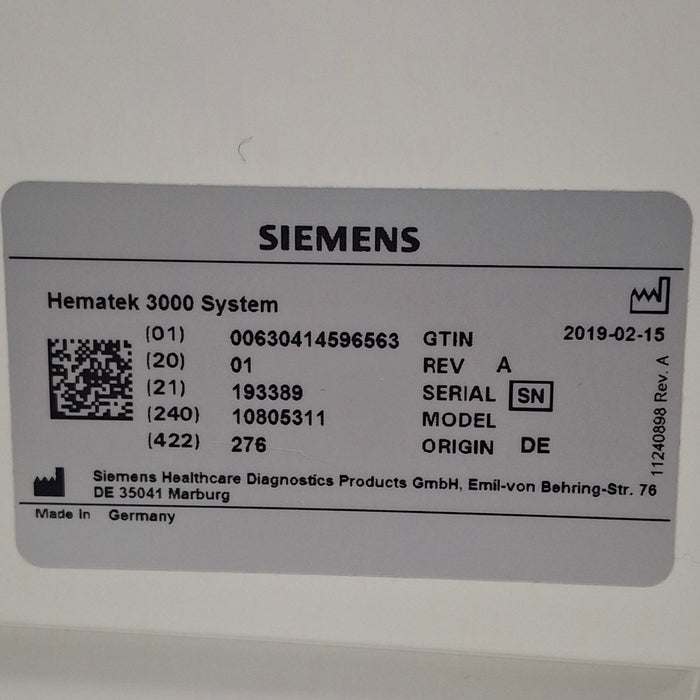 SIEMENS
Hematek 3000 System
2019-02-15
(01) 00630414596563 GTIN
(20) 01 REV A
(21) 193389 SERIAL SN
(240) 10805311 MODEL
(422) 276 ORIGIN DE
11240898 Rev. A
Siemens Healthcare Diagnostics Products GmbH, Emil-von Behring-Str. 76
DE 35041 Marburg
Made In Germany